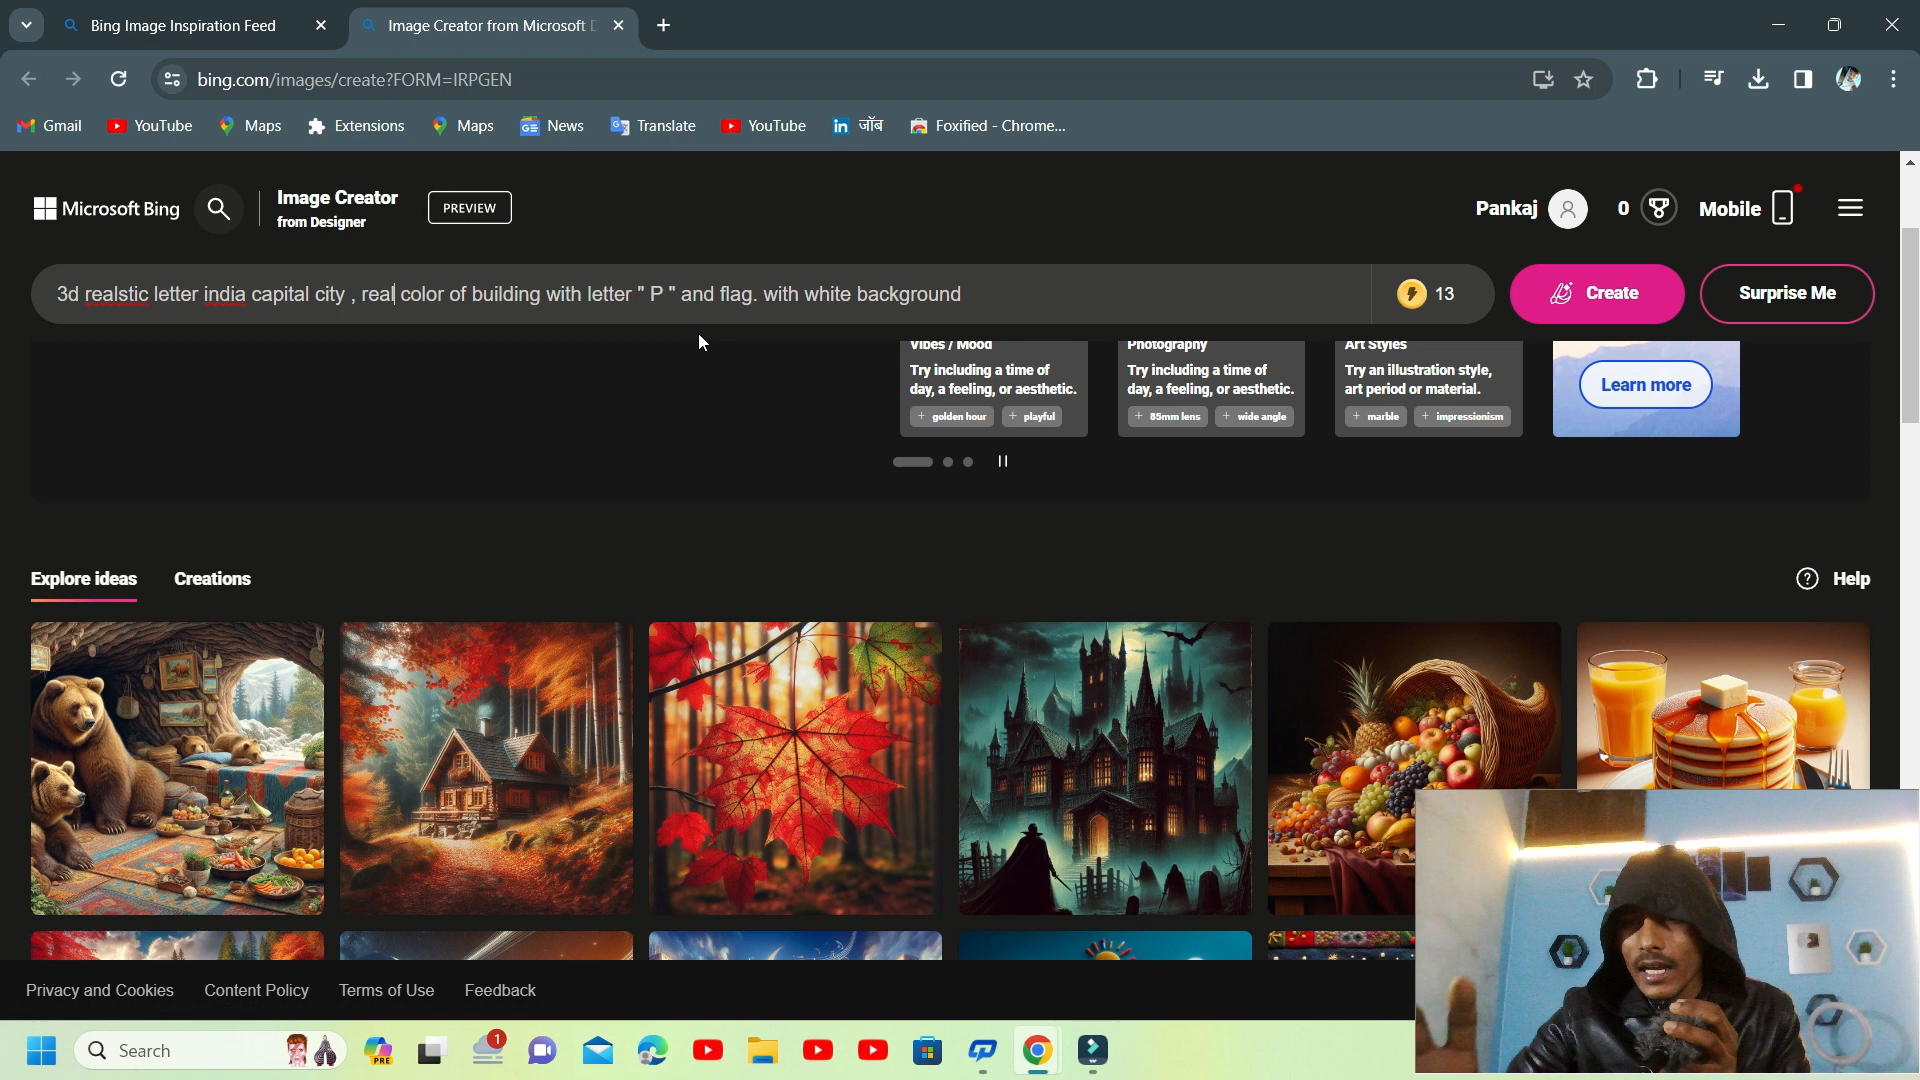 Bing Image Inspiration Feed
Image Creator from Microsoft D
bing.com/images/create?FORM=IRPGEN
Gmail YouTube Maps Extensions Maps News Translate YouTube जॉब Foxified - Chrome...
Microsoft Bing
Image Creator
from Designer
PREVIEW
Pankaj
0
Mobile
3d realstic letter india capital city , real color of building with letter " P " and flag. with white background
13
Create
Surprise Me
Vibes / Mood
Try including a time of
day, a feeling, or aesthetic.
+ golden hour + playful
Photography
Try including a time of
day, a feeling, or aesthetic.
+ 85mm lens + wide angle
Art Styles
Try an illustration style,
art period or material.
+ marble + impressionism
Learn more
Explore ideas Creations
Help
Privacy and Cookies Content Policy Terms of Use Feedback
Search
PRE
1